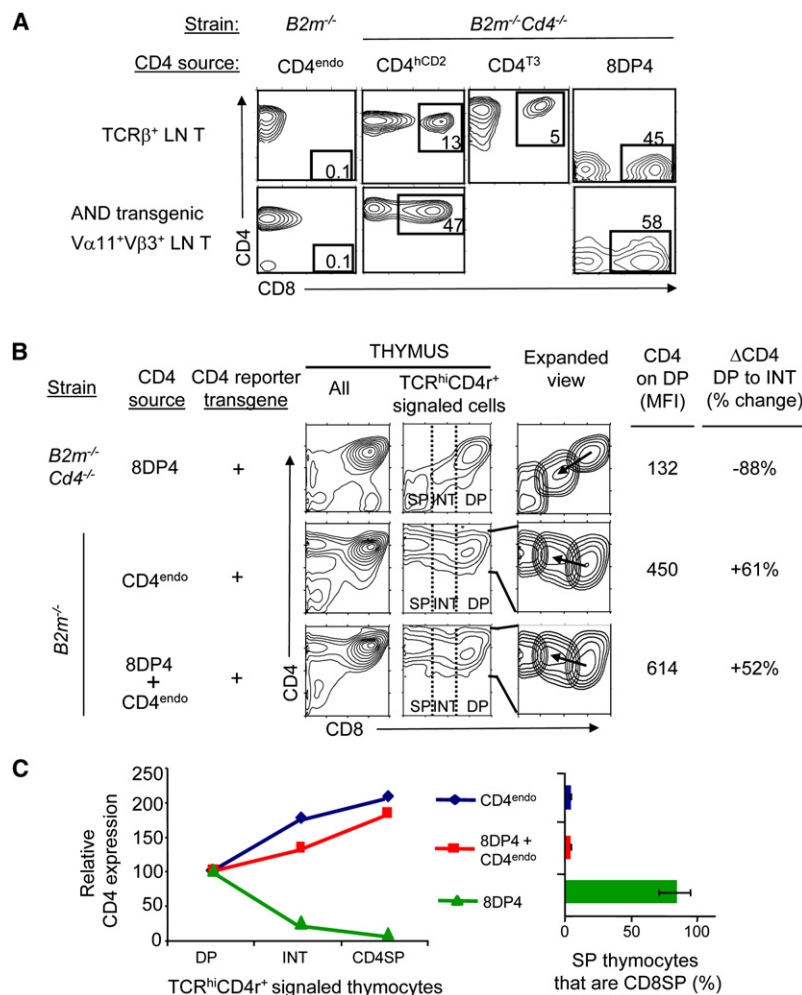 A
Strain: B2m-/- B2m-/-Cd4-/-
CD4 source: CD4endo CD4hCD2 CD4T3 8DP4
TCRβ+ LN T
0.1 13 5 45
AND transgenic
Vα11+Vβ3+ LN T
0.1 47 58
CD4
CD8
B
THYMUS
Strain CD4 source CD4 reporter transgene All TCRhiCD4r+ signaled cells Expanded view CD4 on DP (MFI) ΔCD4 DP to INT (% change)
B2m-/- Cd4-/- 8DP4 + 132 -88%
SP INT DP
B2m-/-
CD4endo + 450 +61%
SP INT DP
8DP4 + CD4endo + 614 +52%
SP INT DP
CD4
CD8
C
Relative CD4 expression
250
200
150
100
50
0
DP INT CD4SP
TCRhiCD4r+ signaled thymocytes
CD4endo
8DP4 + CD4endo
8DP4
0 50 100
SP thymocytes
that are CD8SP (%)